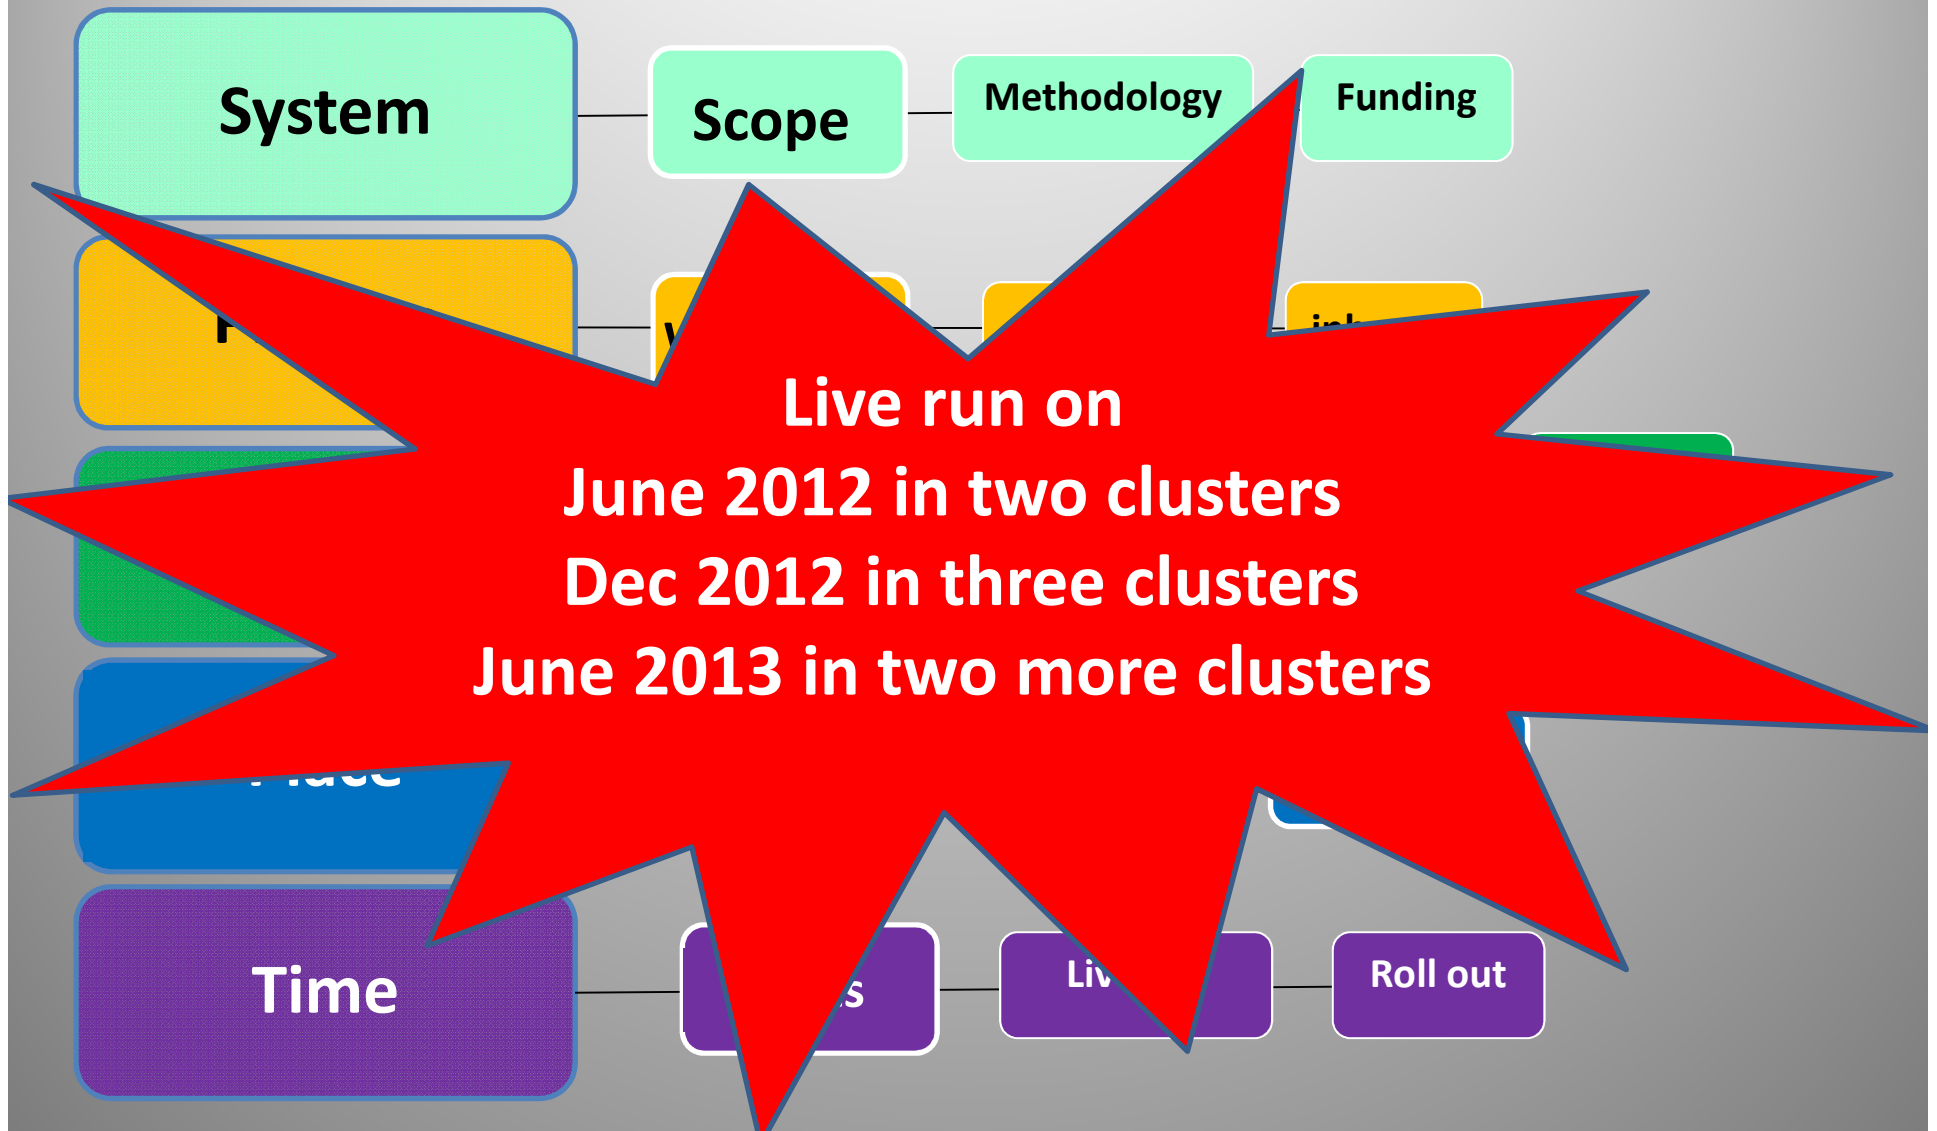 System
Scope
Methodology
Funding
Live run on
June 2012 in two clusters
Dec 2012 in three clusters
June 2013 in two more clusters
Place
Time
Roll out